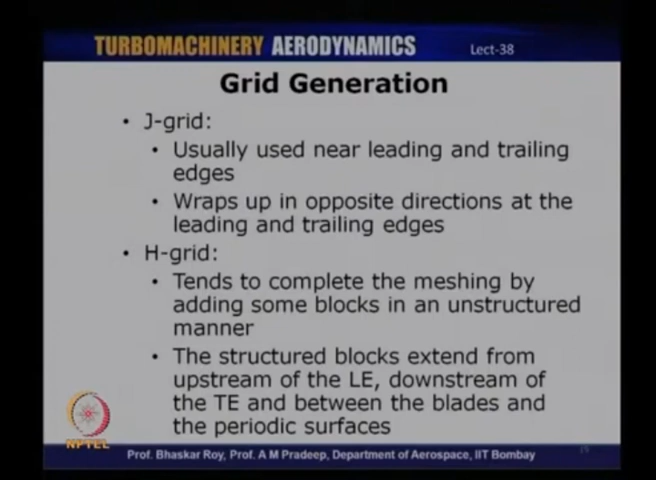 TURBOMACHINERY AERODYNAMICS Lect-38
Grid Generation
• J-grid:
• Usually used near leading and trailing
edges
• Wraps up in opposite directions at the
leading and trailing edges
• H-grid:
• Tends to complete the meshing by
adding some blocks in an unstructured
manner
• The structured blocks extend from
upstream of the LE, downstream of
the TE and between the blades and
the periodic surfaces
NPTEL
Prof. Bhaskar Roy, Prof. A M Pradeep, Department of Aerospace, IIT Bombay